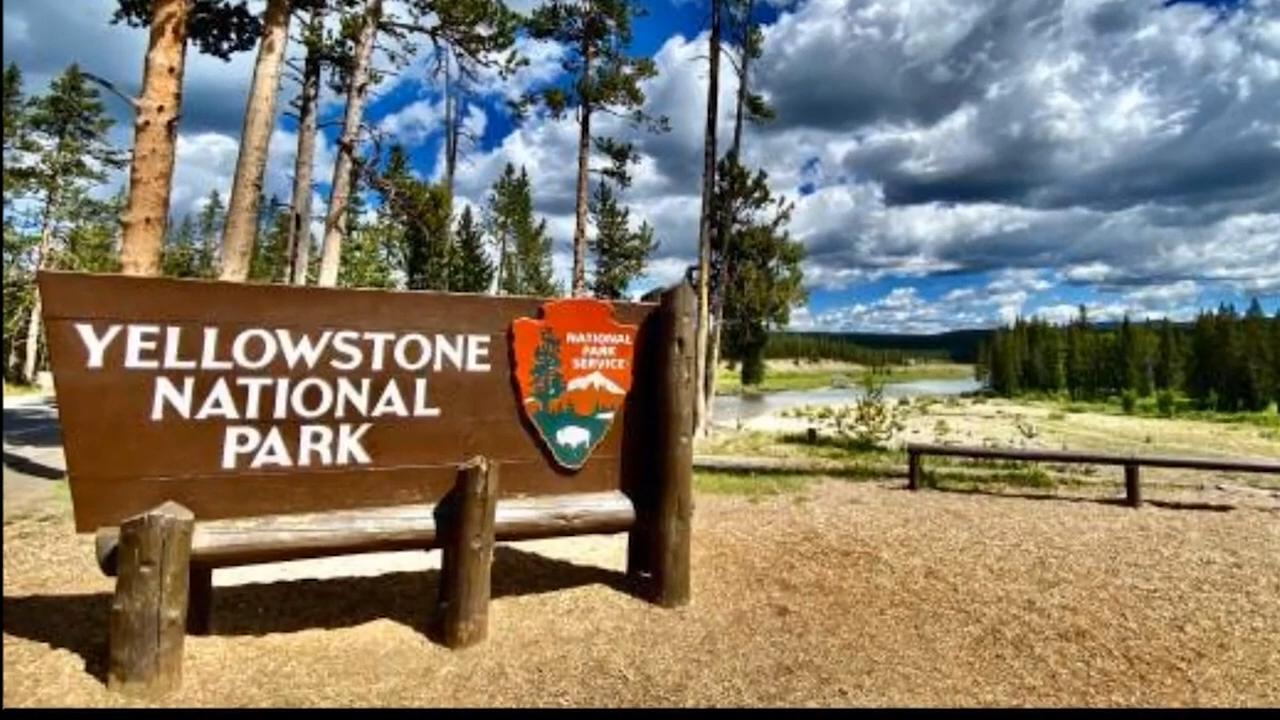 YELLOWSTONE
NATIONAL
PARK
NATIONAL
PARK
SERVICE